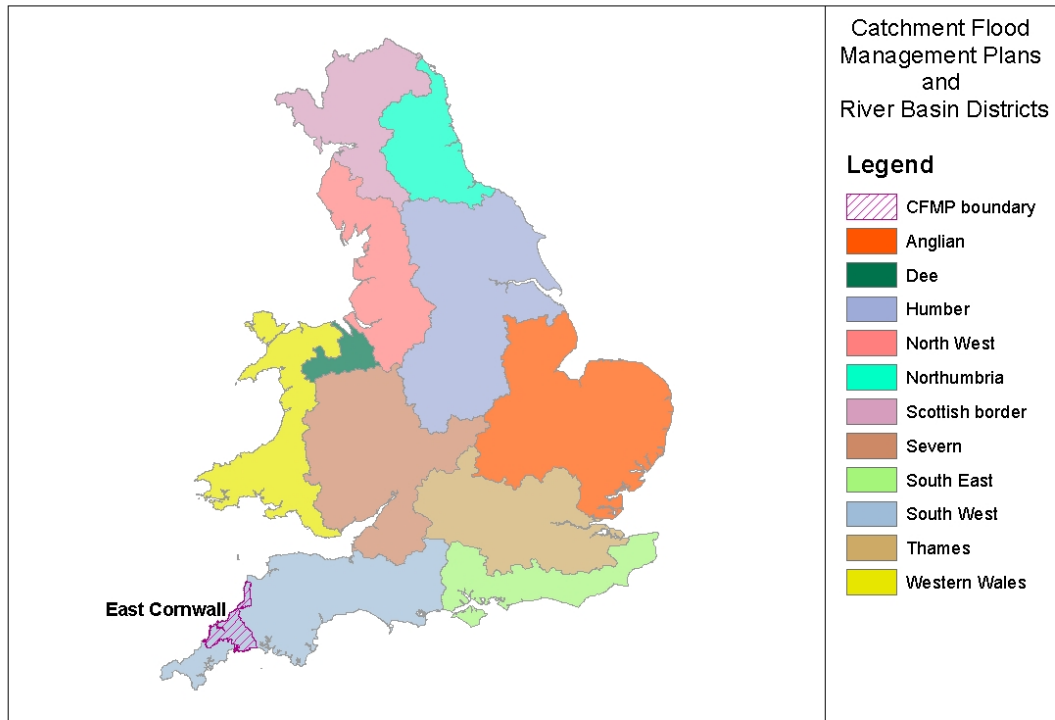 Catchment Flood
Management Plans
and
River Basin Districts
Legend
CFMP boundary
Anglian
Dee
Humber
North West
Northumbria
Scottish border
Severn
South East
South West
Thames
Western Wales
East Cornwall